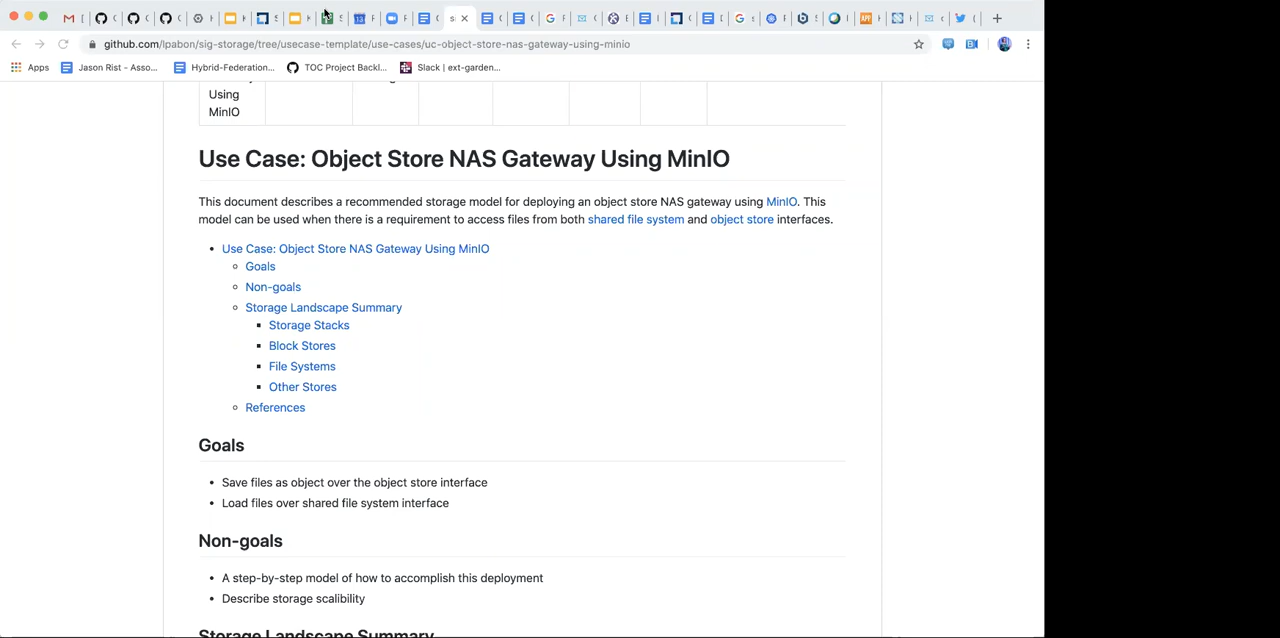 github.com/lpabon/sig-storage/tree/usecase-template/use-cases/uc-object-store-nas-gateway-using-minio
Apps Jason Rist - Asso... Hybrid-Federation... TOC Project Backl... Slack | ext-garden...
Using
MinIO
Use Case: Object Store NAS Gateway Using MinIO
This document describes a recommended storage model for deploying an object store NAS gateway using MinIO. This
model can be used when there is a requirement to access files from both shared file system and object store interfaces.
Use Case: Object Store NAS Gateway Using MinIO
Goals
Non-goals
Storage Landscape Summary
Storage Stacks
Block Stores
File Systems
Other Stores
References
Goals
Save files as object over the object store interface
Load files over shared file system interface
Non-goals
A step-by-step model of how to accomplish this deployment
Describe storage scalibility
Storage Landscape Summary